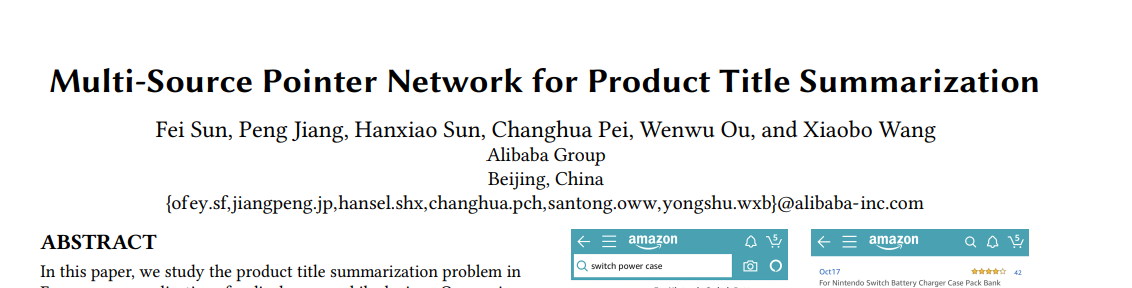 Multi-Source Pointer Network for Product Title Summarization
Fei Sun, Peng Jiang, Hanxiao Sun, Changhua Pei, Wenwu Ou, and Xiaobo Wang
Alibaba Group
Beijing, China
{ofey.sf,jiangpeng.jp,hansel.shx,changhua.pch,santong.oww,yongshu.wxb}@alibaba-inc.com
ABSTRACT
In this paper, we study the product title summarization problem in
amazon
5
switch power case
amazon
5
Oct17
42
For Nintendo Switch Battery Charger Case Pack Bank